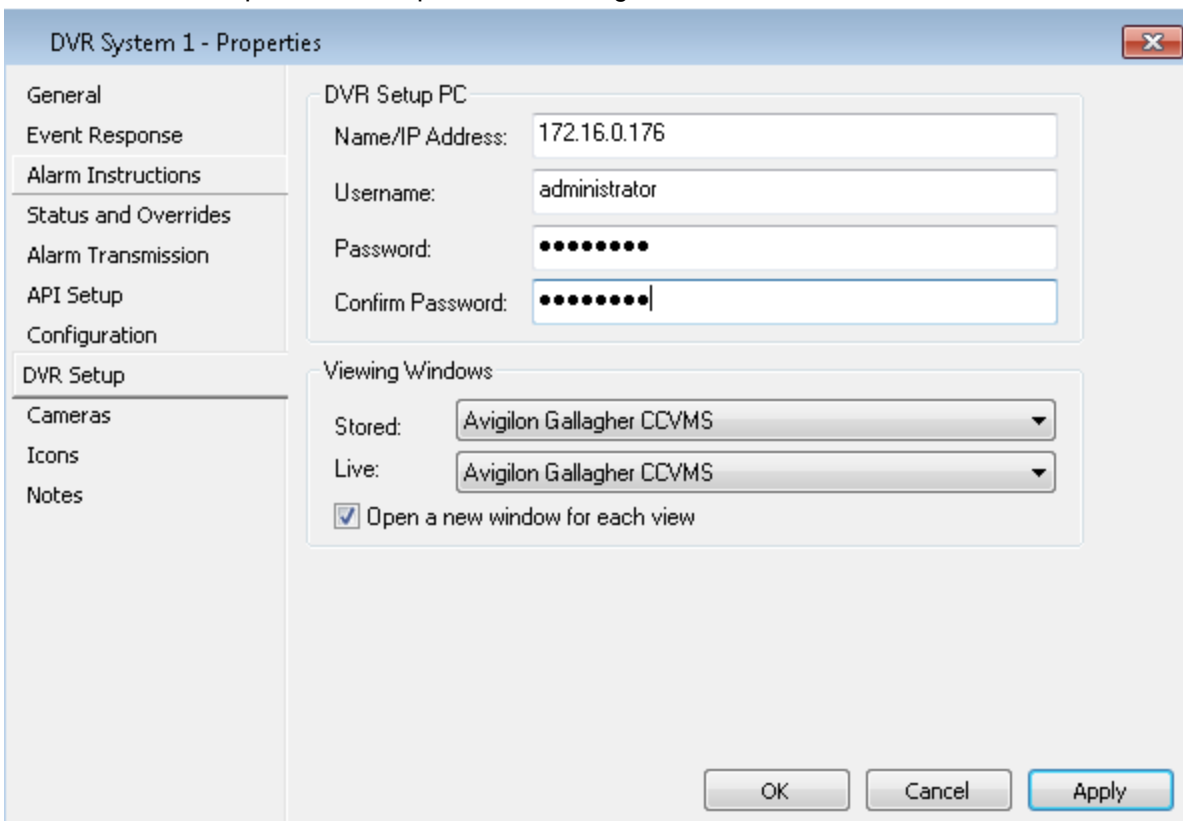 DVR System 1 - Properties
General
Event Response
Alarm Instructions
Status and Overrides
Alarm Transmission
API Setup
Configuration
DVR Setup
Cameras
Icons
Notes
DVR Setup PC
Name/IP Address: 172.16.0.176
Username: administrator
Password: ●●●●●●●●
Confirm Password: ●●●●●●●●
Viewing Windows
Stored: Avigilon Gallagher CCVMS
Live: Avigilon Gallagher CCVMS
Open a new window for each view
OK Cancel Apply